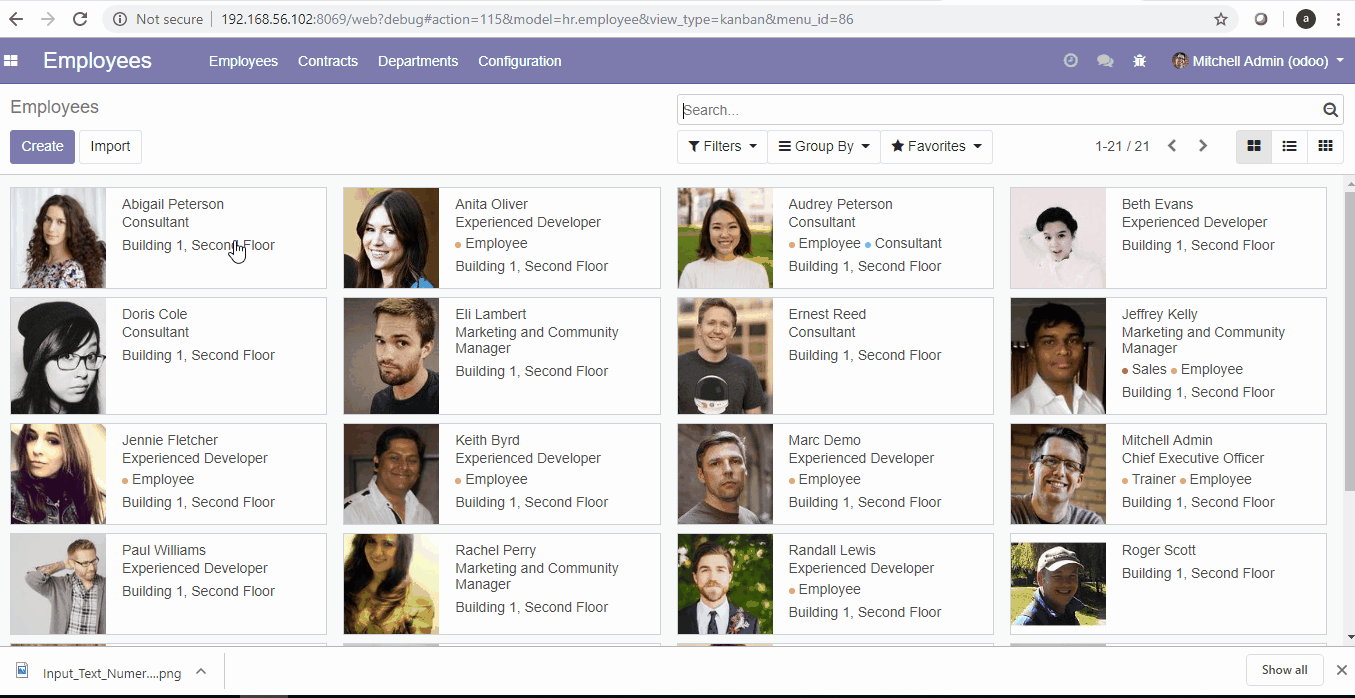 Not secure | 192.168.56.102:8069/web?debug#action=115&model=hr.employee&view_type=kanban&menu_id=86
a
Employees Employees Contracts Departments Configuration Mitchell Admin (odoo)
Employees
Search...
Create Import Filters Group By Favorites 1-21 / 21
Abigail Peterson
Consultant
Building 1, Second Floor
Anita Oliver
Experienced Developer
Employee
Building 1, Second Floor
Audrey Peterson
Consultant
Employee Consultant
Building 1, Second Floor
Beth Evans
Experienced Developer
Building 1, Second Floor
Doris Cole
Consultant
Building 1, Second Floor
Eli Lambert
Marketing and Community
Manager
Building 1, Second Floor
Ernest Reed
Consultant
Building 1, Second Floor
Jeffrey Kelly
Marketing and Community
Manager
Sales Employee
Building 1, Second Floor
Jennie Fletcher
Experienced Developer
Employee
Building 1, Second Floor
Keith Byrd
Experienced Developer
Employee
Building 1, Second Floor
Marc Demo
Experienced Developer
Employee
Building 1, Second Floor
Mitchell Admin
Chief Executive Officer
Trainer Employee
Building 1, Second Floor
Paul Williams
Experienced Developer
Building 1, Second Floor
Rachel Perry
Marketing and Community
Manager
Building 1, Second Floor
Randall Lewis
Experienced Developer
Employee
Building 1, Second Floor
Roger Scott
Building 1, Second Floor
Input_Text_Numer....png
Show all